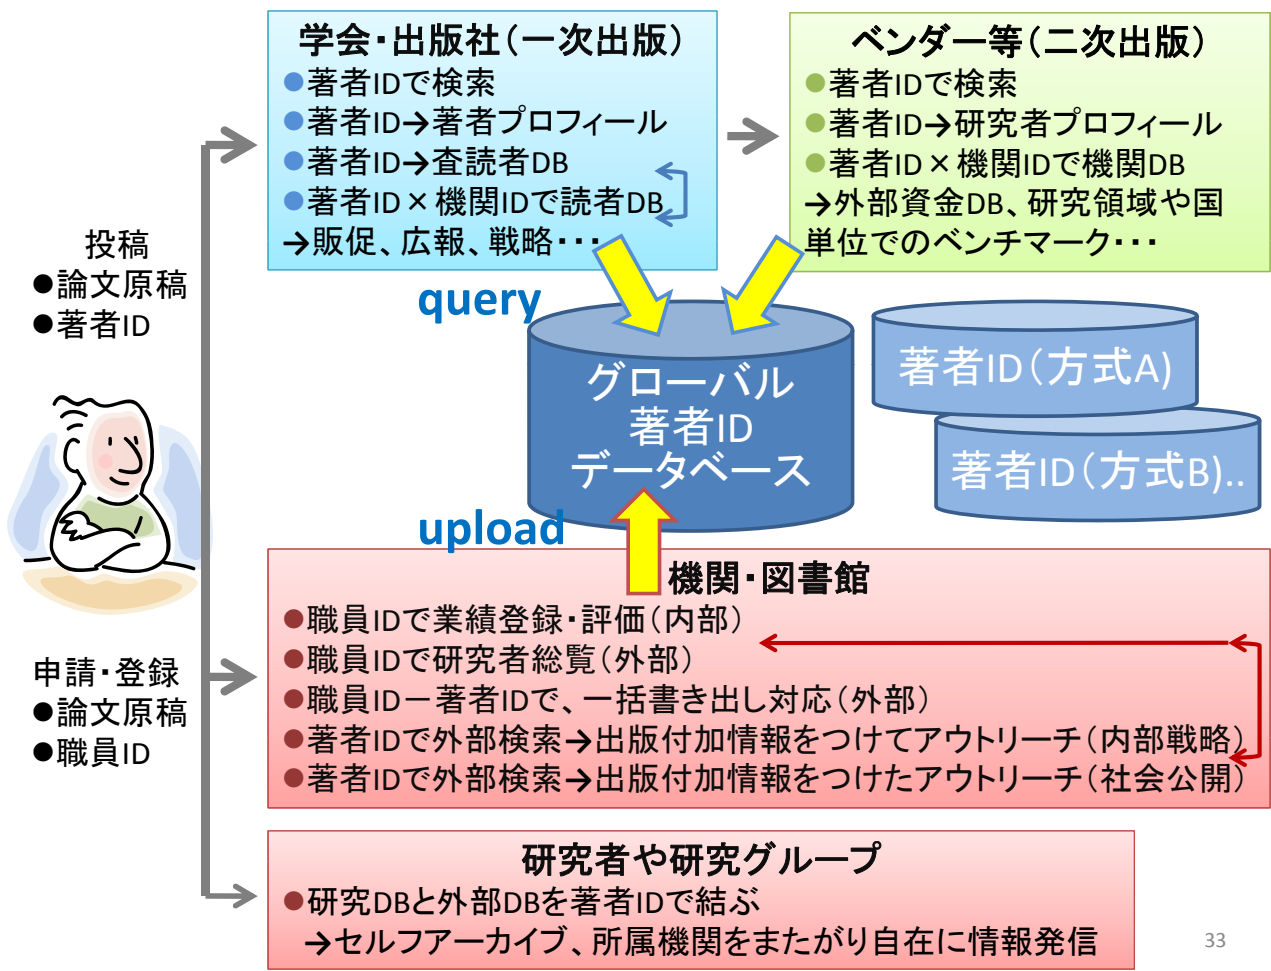 学会・出版社（一次出版）
●著者IDで検索
●著者ID→著者プロフィール
●著者ID→査読者DB
●著者ID×機関IDで読者DB
→販促、広報、戦略・・・
ベンダー等（二次出版）
●著者IDで検索
●著者ID→研究者プロフィール
●著者ID×機関IDで機関DB
→外部資金DB、研究領域や国
単位でのベンチマーク・・・
投稿
●論文原稿
●著者ID
query
グローバル
著者ID
データベース
著者ID（方式A）
著者ID（方式B）..
upload
機関・図書館
●職員IDで業績登録・評価（内部）
●職員IDで研究者総覧（外部）
●職員ID－著者IDで、一括書き出し対応（外部）
●著者IDで外部検索→出版付加情報をつけてアウトリーチ（内部戦略）
●著者IDで外部検索→出版付加情報をつけたアウトリーチ（社会公開）
申請・登録
●論文原稿
●職員ID
研究者や研究グループ
●研究DBと外部DBを著者IDで結ぶ
→セルフアーカイブ、所属機関をまたがり自在に情報発信
33